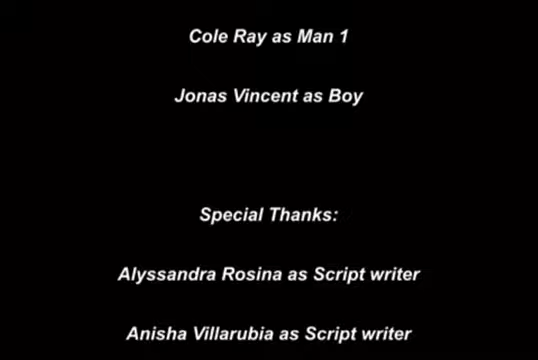 Cole Ray as Man 1
Jonas Vincent as Boy
Special Thanks:
Alyssandra Rosina as Script writer
Anisha Villarubia as Script writer